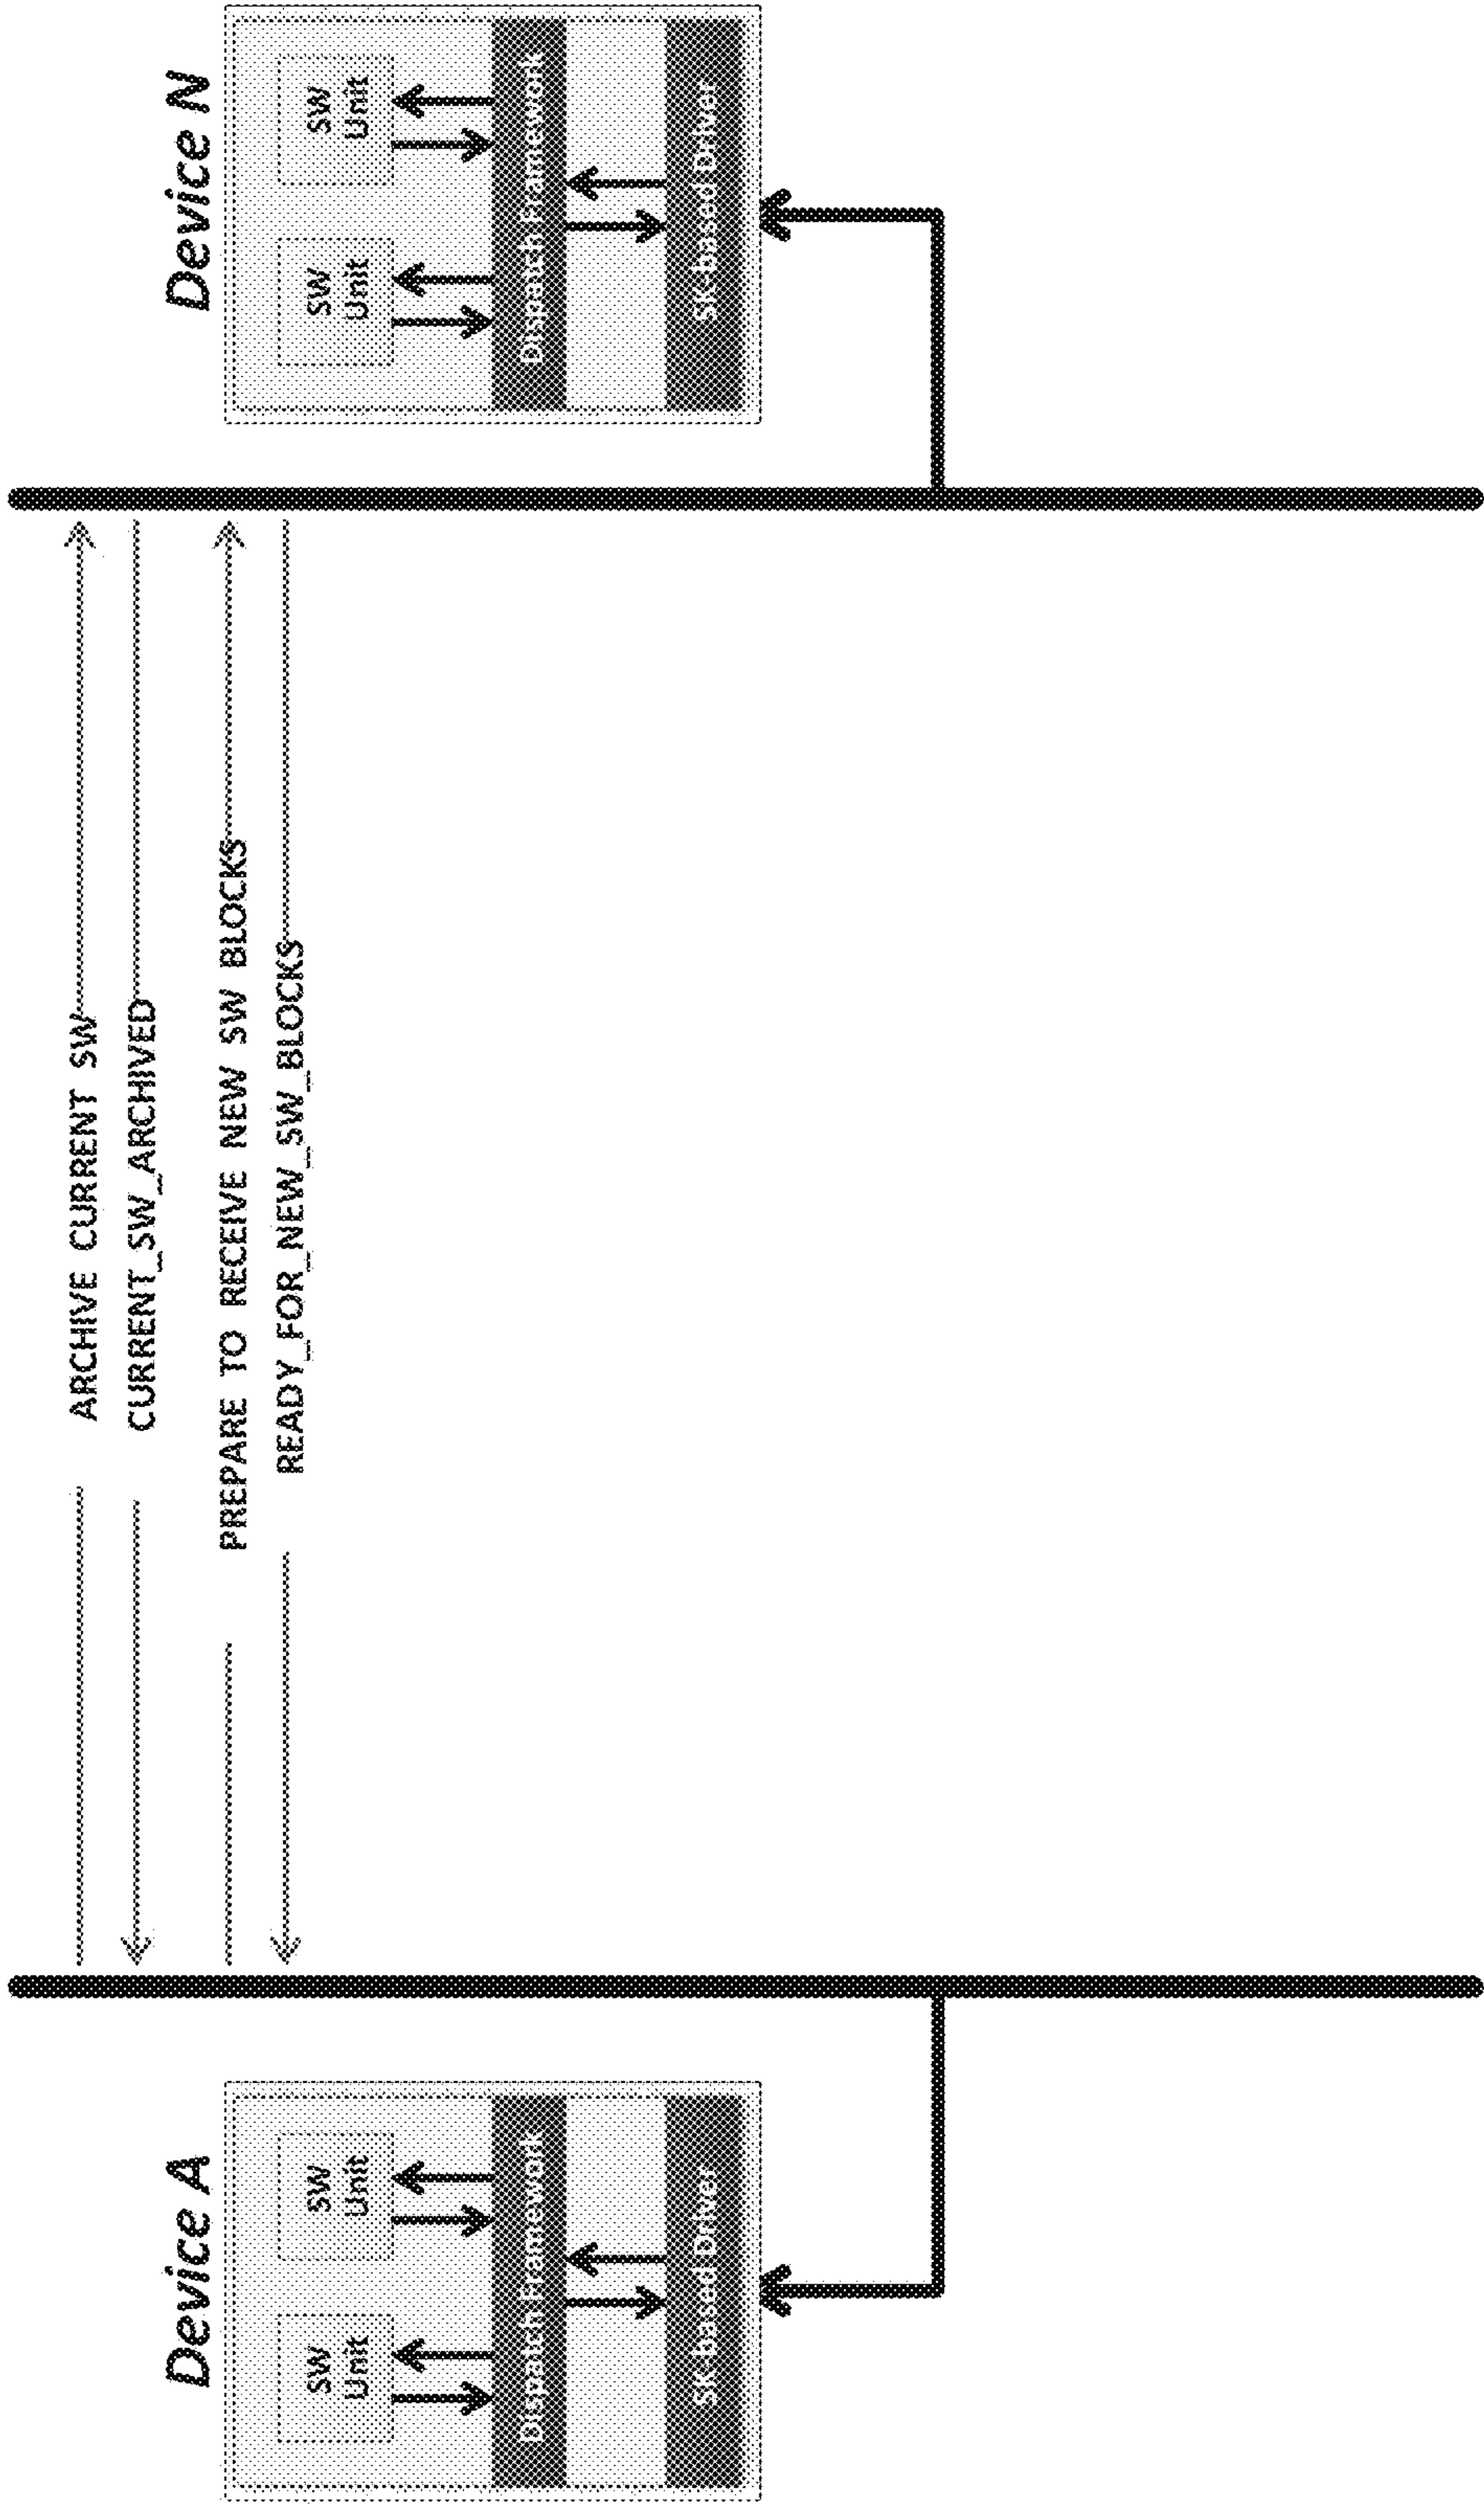 ARCHIVE CURRENT SW
CURRENT_SW_ARCHIVED
PREPARE TO RECEIVE NEW SW BLOCKS
READY_FOR_NEW_SW_BLOCKS
Device A
SW
Unit
SW
Unit
Dispatch Framework
SK-based Driver
Device N
SW
Unit
SW
Unit
Dispatch Framework
SK-based Driver